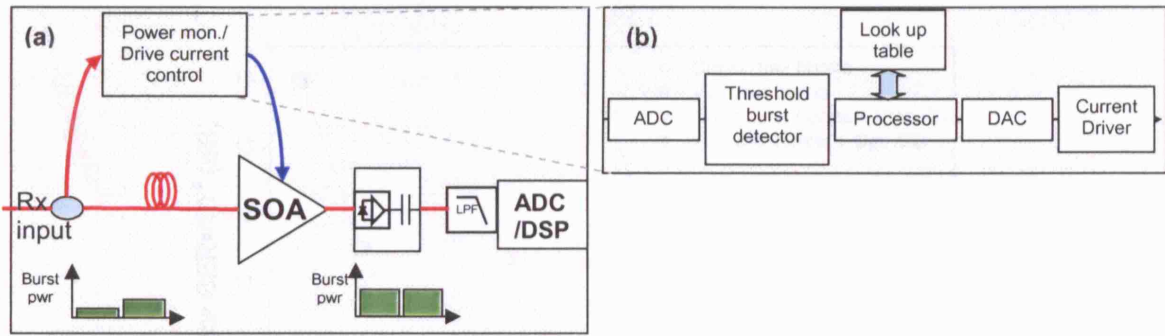 (a)
Power mon./
Drive current
control
Rx
input
SOA
LPF
ADC
/DSP
Burst
pwr
Burst
pwr
(b)
Look up
table
ADC
Threshold
burst
detector
Processor
DAC
Current
Driver